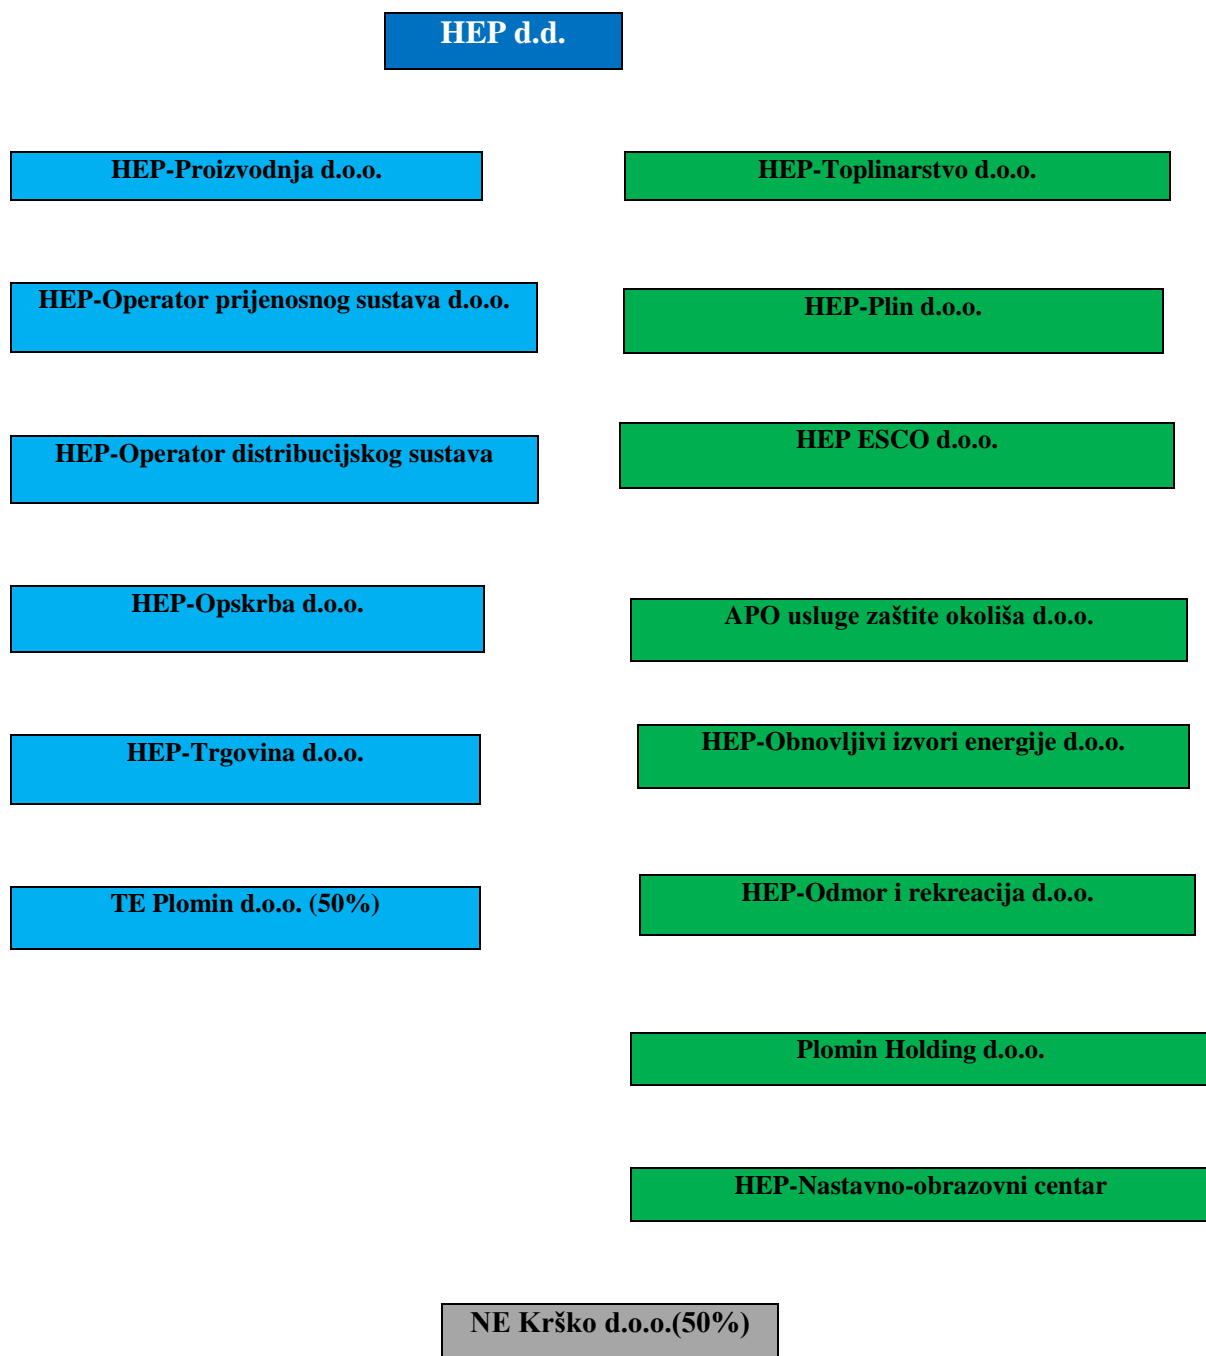 HEP d.d.
HEP-Proizvodnja d.o.o.
HEP-Toplinarstvo d.o.o.
HEP-Operator prijenosnog sustava d.o.o.
HEP-Plin d.o.o.
HEP-Operator distribucijskog sustava
HEP ESCO d.o.o.
HEP-Opskrba d.o.o.
APO usluge zaštite okoliša d.o.o.
HEP-Trgovina d.o.o.
HEP-Obnovljivi izvori energije d.o.o.
TE Plomin d.o.o. (50%)
HEP-Odmor i rekreacija d.o.o.
Plomin Holding d.o.o.
HEP-Nastavno-obrazovni centar
NE Krško d.o.o.(50%)